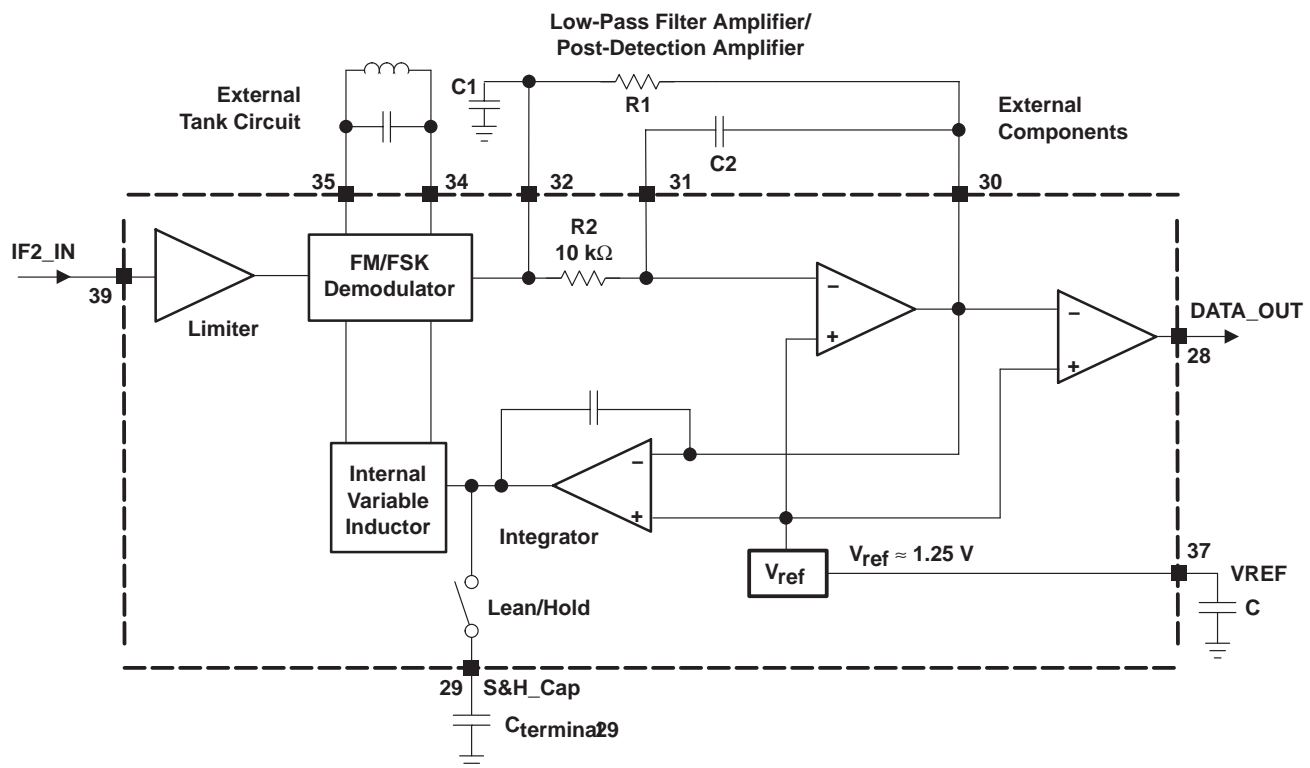 Low-Pass Filter Amplifier/
Post-Detection Amplifier
External
Tank Circuit
C1
R1
External
Components
C2
35
34
32
31
30
IF2_IN
39
Limiter
FM/FSK
Demodulator
R2
10 kΩ
−
+
−
+
DATA_OUT
28
Internal
Variable
Inductor
Integrator
−
+
Vref
Vref ≈ 1.25 V
37
VREF
C
Lean/Hold
29
S&H_Cap
Cterminal29